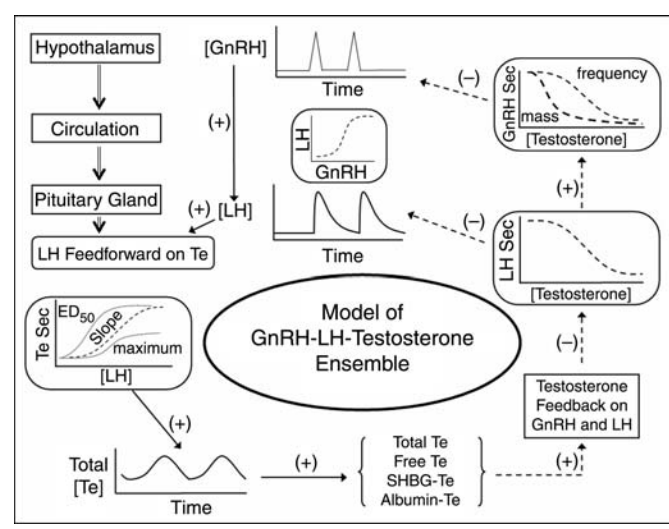 Hypothalamus
Circulation
Pituitary Gland
LH Feedforward on Te
[GnRH]
(+)
(+)
[LH]
Time
LH
GnRH
Time
(–)
GnRH Sec
frequency
mass
[Testosterone]
(+)
(–)
LH Sec
[Testosterone]
(–)
Te Sec
ED50
Slope
maximum
[LH]
(+)
Model of
GnRH-LH-Testosterone
Ensemble
Testosterone
Feedback on
GnRH and LH
(+)
Total
[Te]
Time
(+)
Total Te
Free Te
SHBG-Te
Albumin-Te